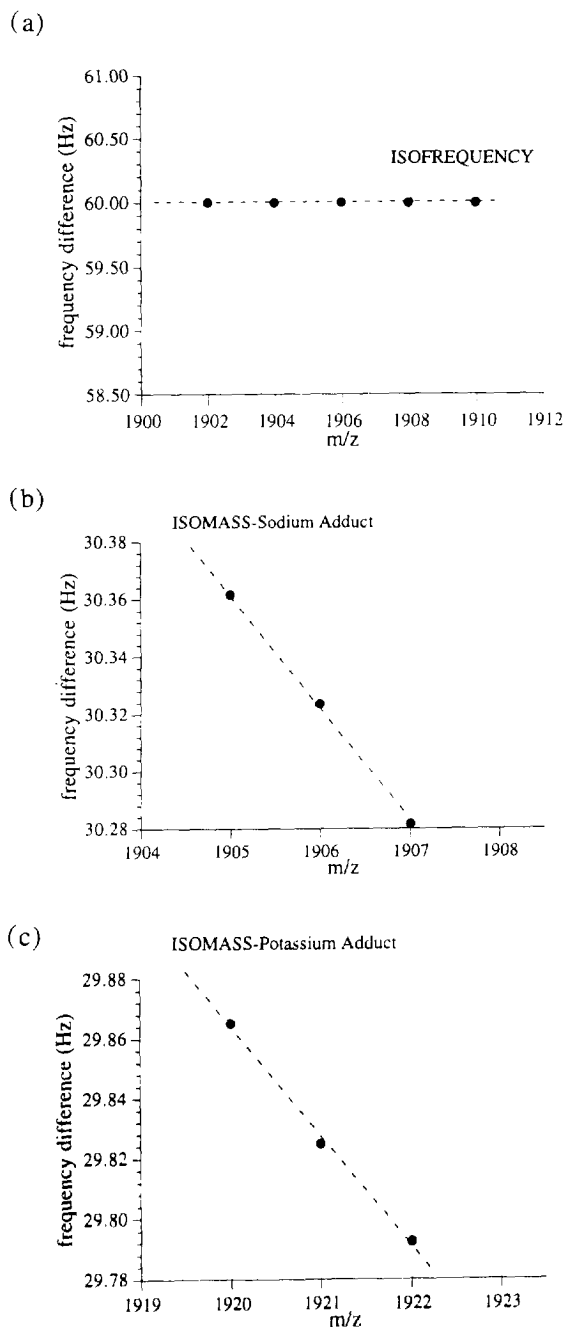 (a)
61.00
60.50
60.00
59.50
59.00
58.50
frequency difference (Hz)
ISOFREQUENCY
1900 1902 1904 1906 1908 1910 1912
m/z
(b)
ISOMASS-Sodium Adduct
30.38
30.36
30.34
30.32
30.30
30.28
frequency difference (Hz)
1904 1905 1906 1907 1908
m/z
(c)
ISOMASS-Potassium Adduct
29.88
29.86
29.84
29.82
29.80
29.78
frequency difference (Hz)
1919 1920 1921 1922 1923
m/z